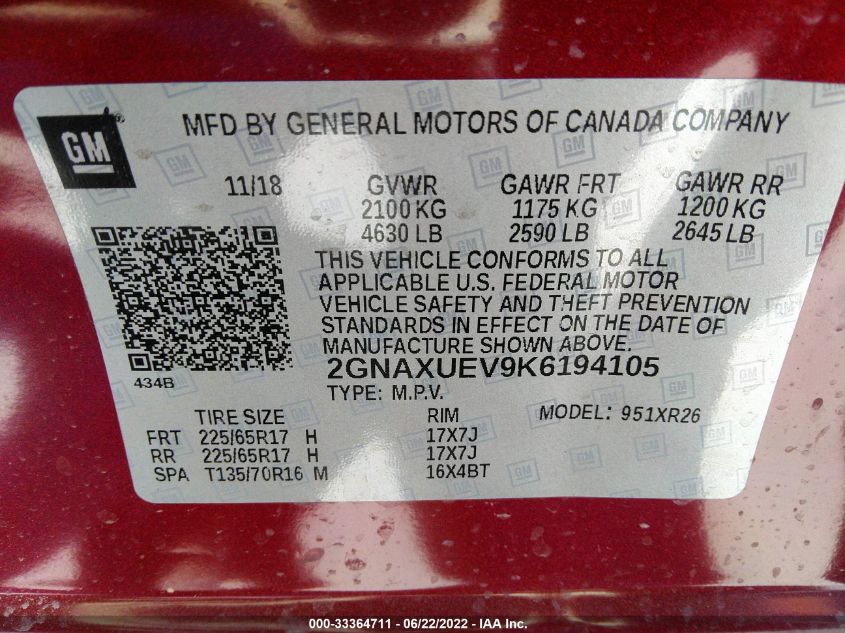 GM
MFD BY GENERAL MOTORS OF CANADA COMPANY
11/18 GVWR GAWR FRT GAWR RR
2100 KG 1175 KG 1200 KG
4630 LB 2590 LB 2645 LB
THIS VEHICLE CONFORMS TO ALL
APPLICABLE U.S. FEDERAL MOTOR
VEHICLE SAFETY AND THEFT PREVENTION
STANDARDS IN EFFECT ON THE DATE OF
MANUFACTURE SHOWN ABOVE.
434B
2GNAXUEV9K6194105
TYPE: M.P.V.
TIRE SIZE RIM MODEL: 951XR26
FRT 225/65R17 H 17X7J
RR 225/65R17 H 17X7J
SPA T135/70R16 M 16X4BT
000-33364711 - 06/22/2022 - IAA Inc.